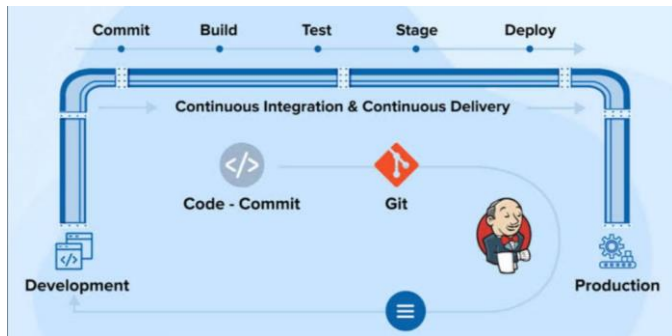 Commit Build Test Stage Deploy
Continuous Integration & Continuous Delivery
</>
Code - Commit
Git
</>
Development
Production